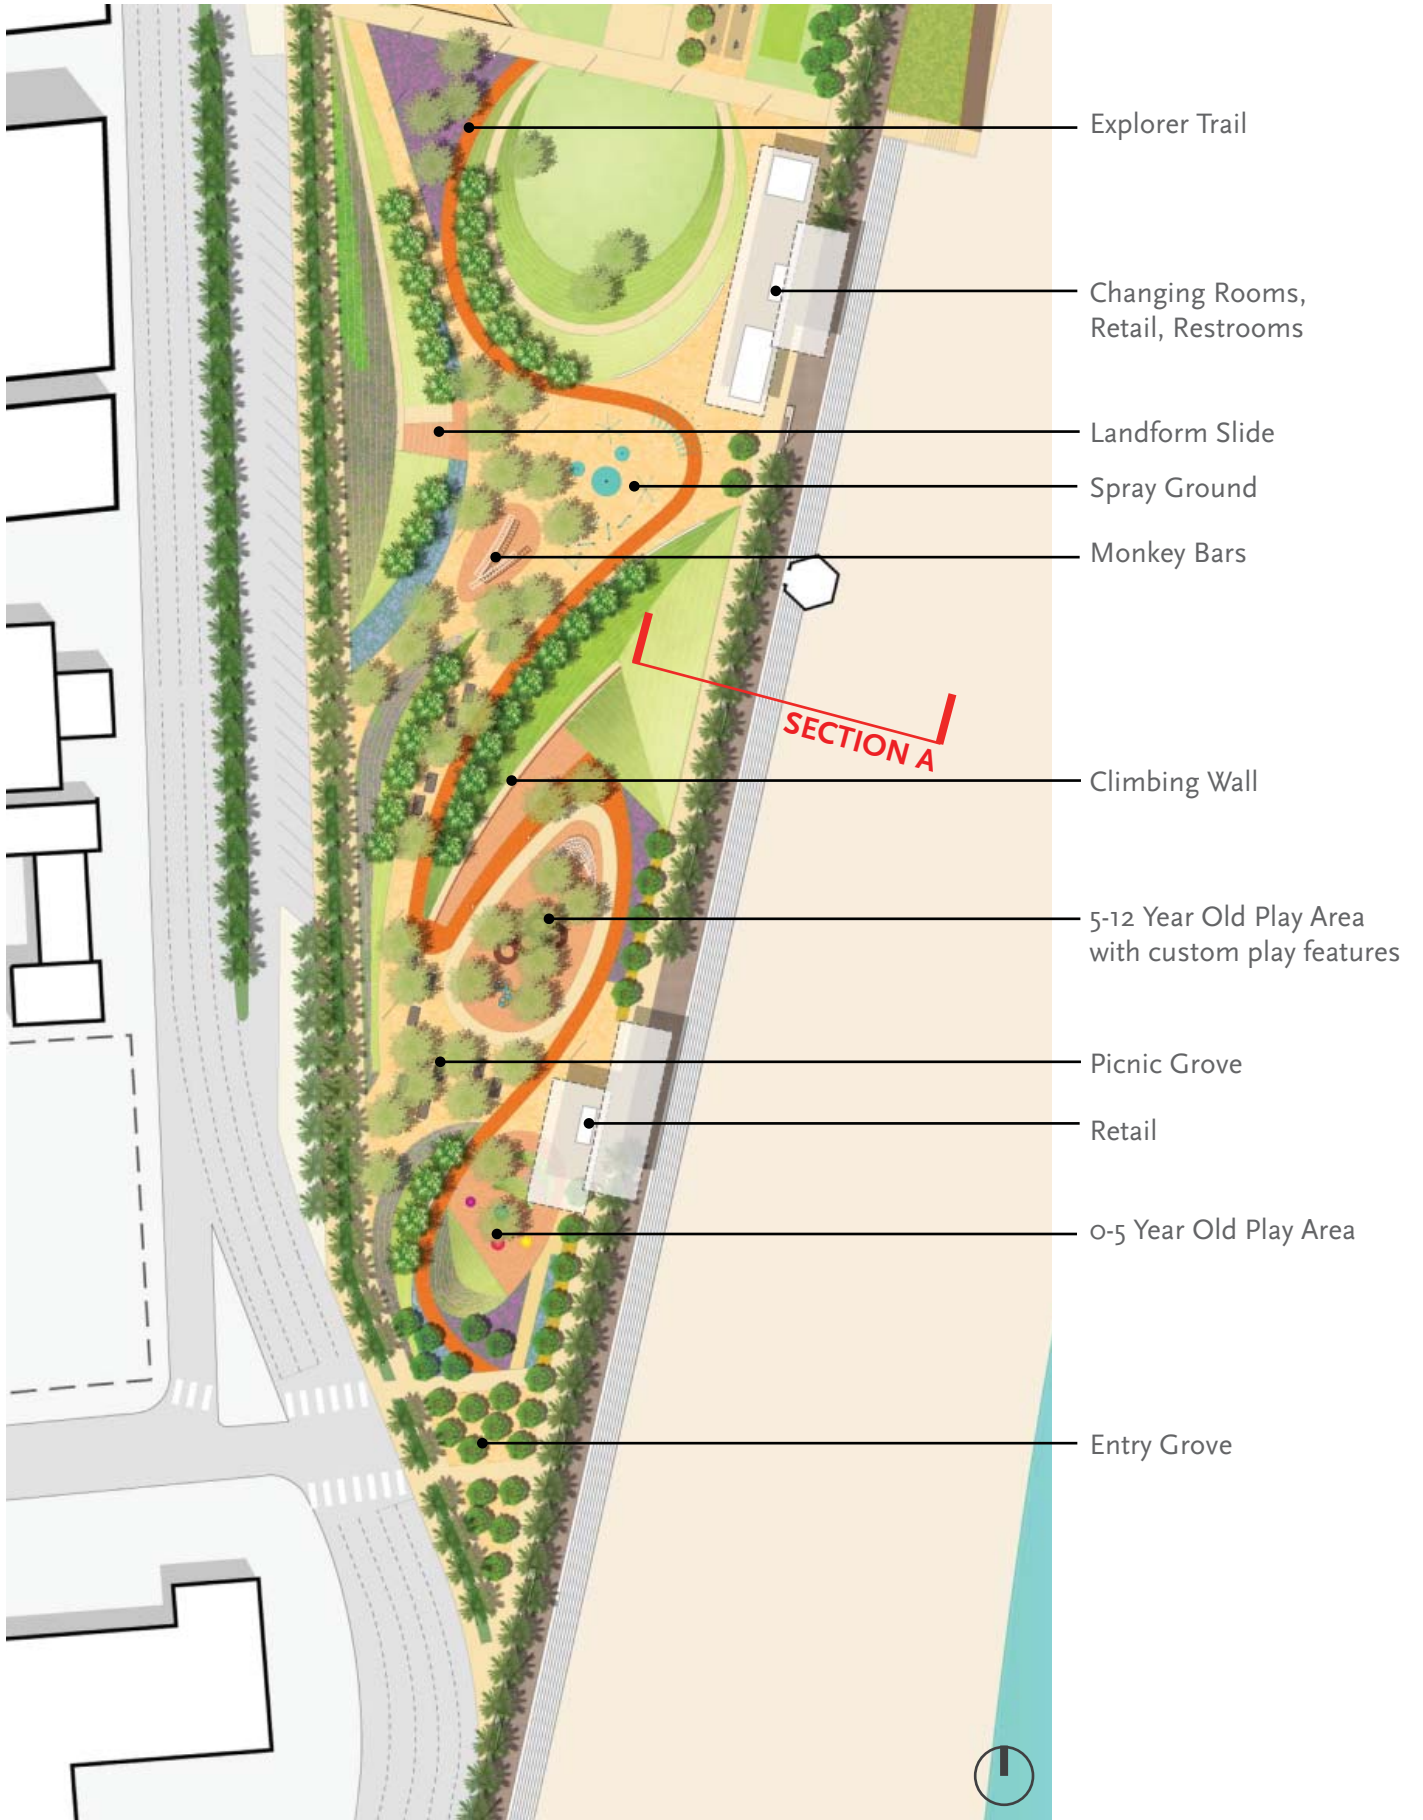 Explorer Trail
Changing Rooms,
Retail, Restrooms
Landform Slide
Spray Ground
Monkey Bars
SECTION A
Climbing Wall
5-12 Year Old Play Area
with custom play features
Picnic Grove
Retail
0-5 Year Old Play Area
Entry Grove